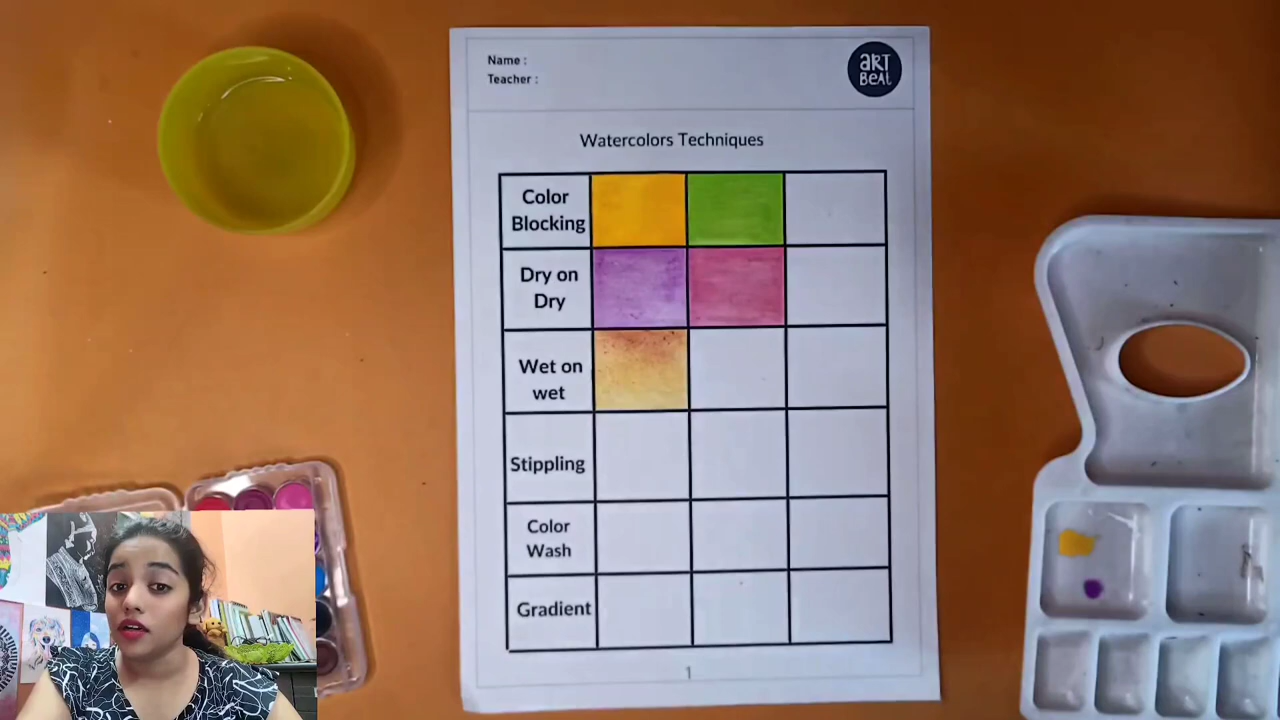 Name :
Teacher :
ART
BEAT
Watercolors Techniques
Color
Blocking
Dry on
Dry
Wet on
wet
Stippling
Color
Wash
Gradient
1